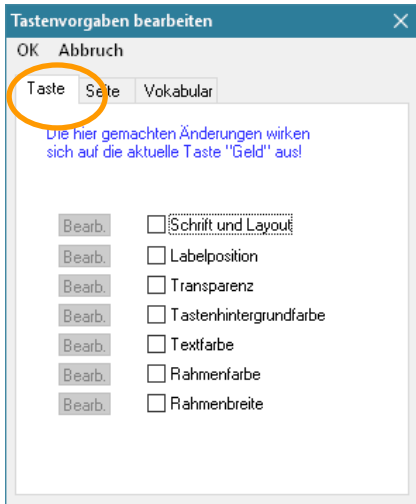 Tastenvorgaben bearbeiten
OK Abbruch
Taste Seite Vokabular
Die hier gemachten Änderungen wirken
sich auf die aktuelle Taste "Geld" aus!
Bearb. Schrift und Layout
Bearb. Labelposition
Bearb. Transparenz
Bearb. Tastenhintergrundfarbe
Bearb. Textfarbe
Bearb. Rahmenfarbe
Bearb. Rahmenbreite